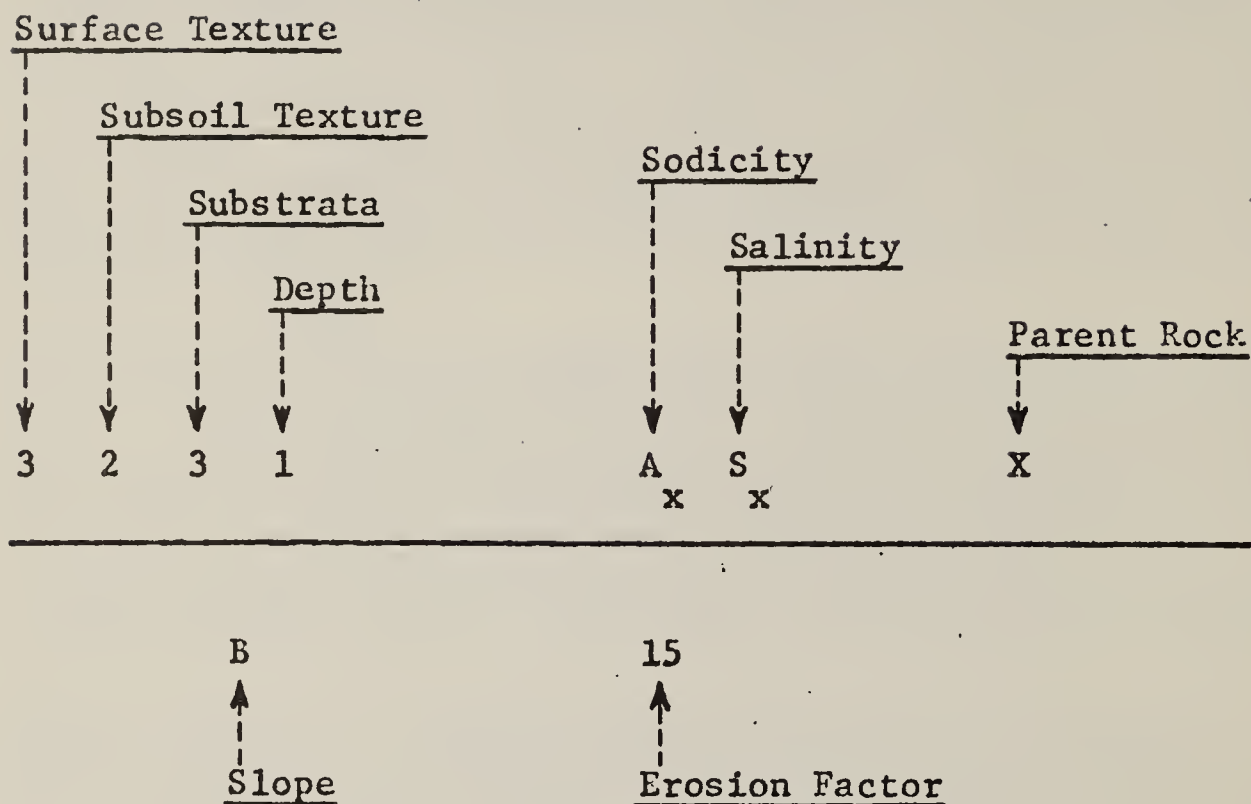 Surface Texture
Subsoil Texture
Sodicity
Substrata
Salinity
Depth
Parent Rock
3 2 3 1 A x S x X
B 15
Slope Erosion Factor